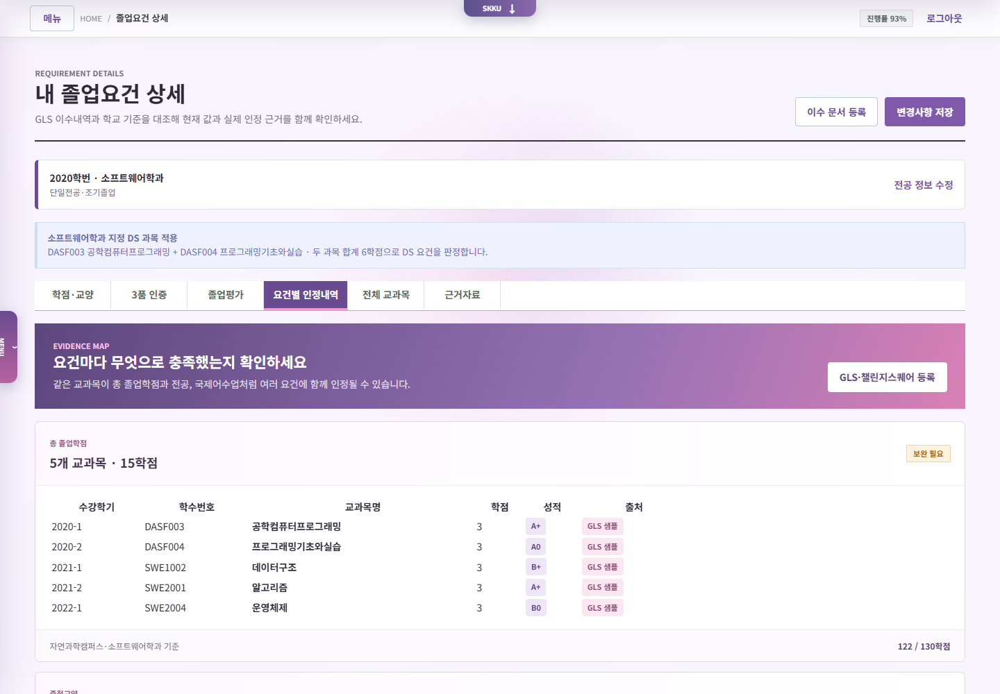 SKKU ↓
메뉴
HOME / 졸업요건 상세
진행률 93%
로그아웃
REQUIREMENT DETAILS
내 졸업요건 상세
GLS 이수내역과 학교 기준을 대조해 현재 값과 실제 인정 근거를 함께 확인하세요.
이수 문서 등록
변경사항 저장
2020학번 · 소프트웨어학과
단일전공·조기졸업
전공 정보 수정
소프트웨어학과 지정 DS 과목 적용
DASF003 공학컴퓨터프로그래밍 + DASF004 프로그래밍기초와실습 · 두 과목 합계 6학점으로 DS 요건을 판정합니다.
학점·교양 3품 인증 졸업평가 요건별 인정내역 전체 교과목 근거자료
MENU
EVIDENCE MAP
요건마다 무엇으로 충족했는지 확인하세요
같은 교과목이 총 졸업학점과 전공, 국제어수업처럼 여러 요건에 함께 인정될 수 있습니다.
GLS·챌린지스퀘어 등록
총 졸업학점
5개 교과목 · 15학점
보완 필요
수강학기 학수번호 교과목명 학점 성적 출처
2020-1 DASF003 공학컴퓨터프로그래밍 3 A+ GLS 샘플
2020-2 DASF004 프로그래밍기초와실습 3 A0 GLS 샘플
2021-1 SWE1002 데이터구조 3 B+ GLS 샘플
2021-2 SWE2001 알고리즘 3 A+ GLS 샘플
2022-1 SWE2004 운영체제 3 B0 GLS 샘플
자연과학캠퍼스·소프트웨어학과 기준
122 / 130학점